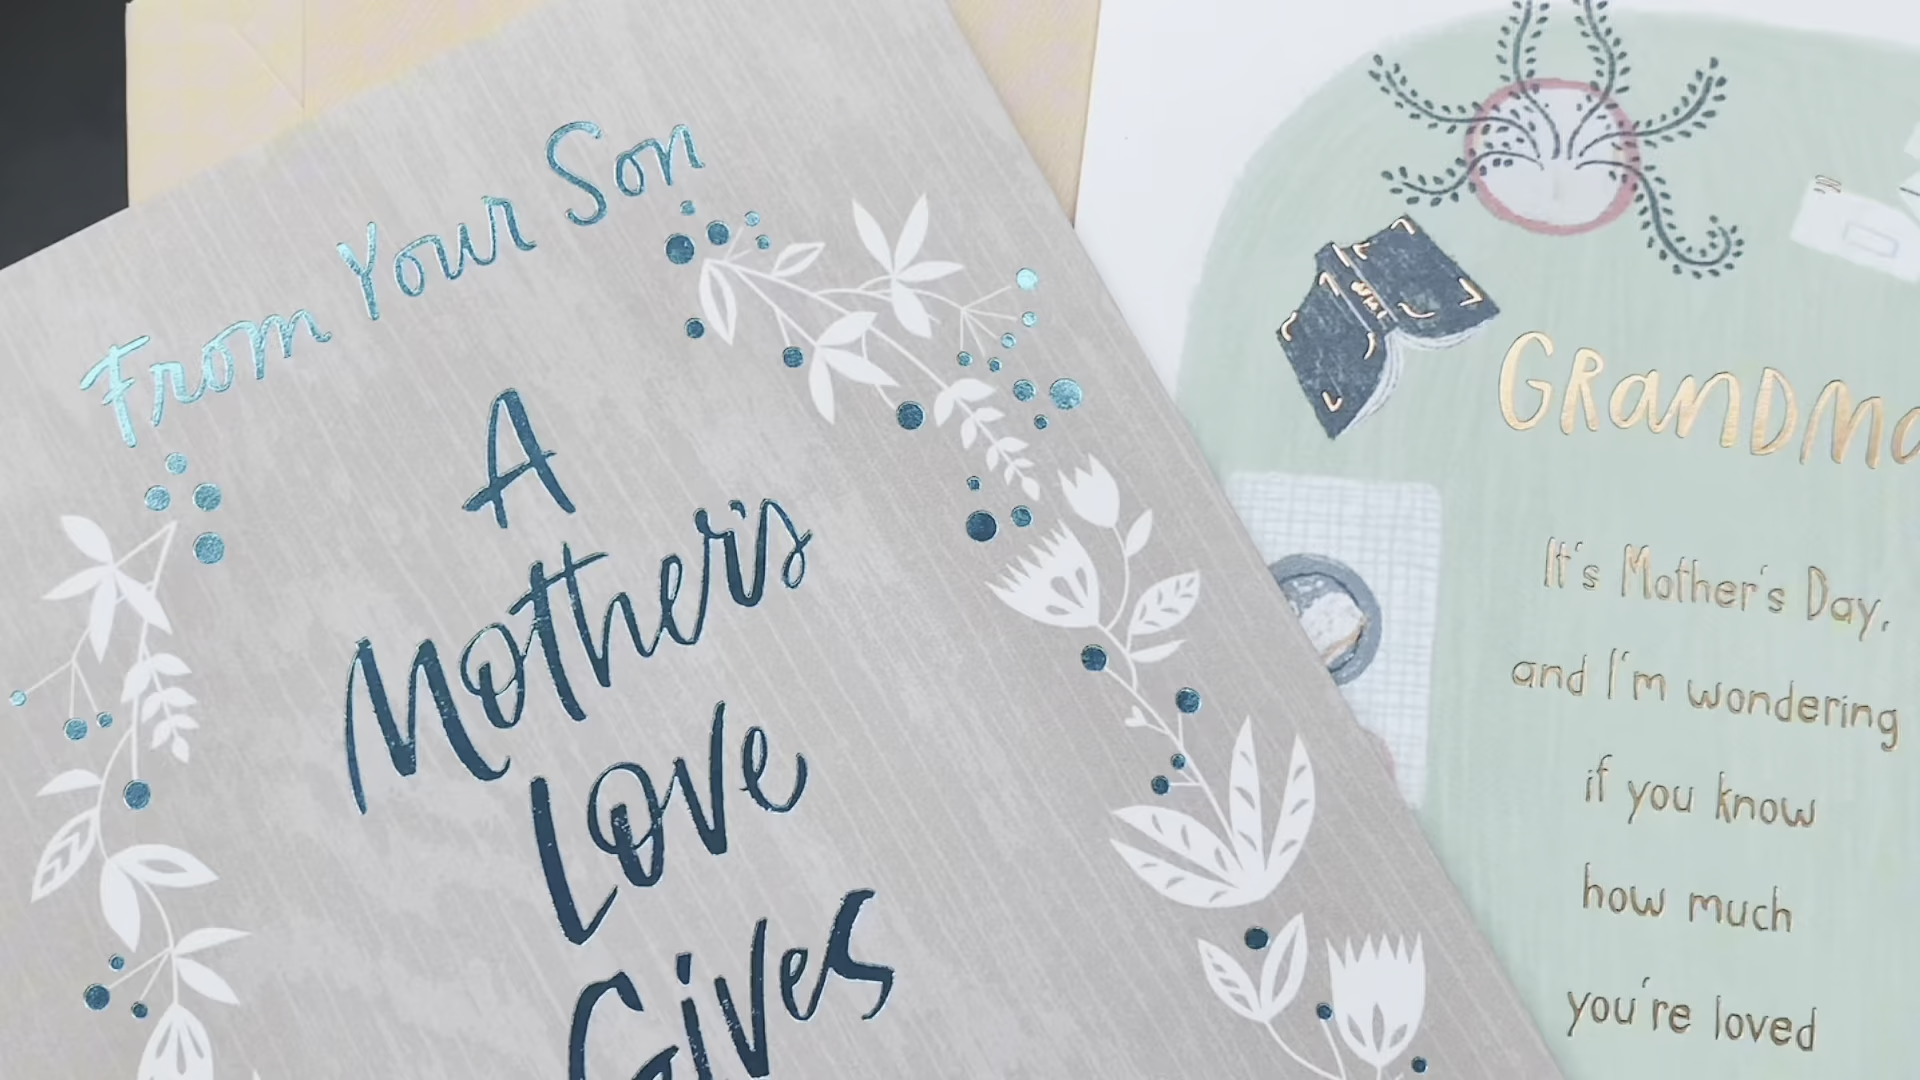 From Your Son
A
Mother's
Love
Gives
GRANDMA
It's Mother's Day,
and I'm wondering
if you know
how much
you're loved